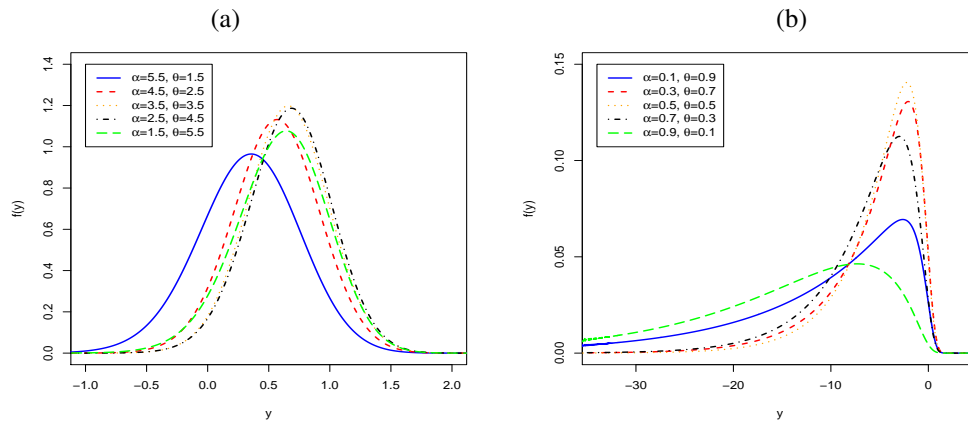 (a)
f(y)
1.4
1.2
1.0
0.8
0.6
0.4
0.2
0.0
α=5.5, θ=1.5
α=4.5, θ=2.5
α=3.5, θ=3.5
α=2.5, θ=4.5
α=1.5, θ=5.5
−1.0 −0.5 0.0 0.5 1.0 1.5 2.0
y
(b)
f(y)
0.15
0.10
0.05
0.00
α=0.1, θ=0.9
α=0.3, θ=0.7
α=0.5, θ=0.5
α=0.7, θ=0.3
α=0.9, θ=0.1
−30 −20 −10 0
y